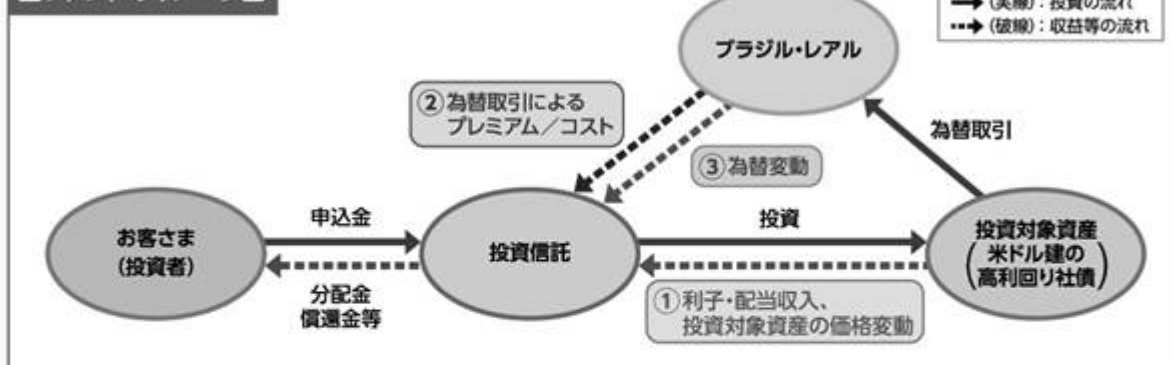 (実線):投資の流れ
(破線):収益等の流れ
ブラジル・レアル
②為替取引による
プレミアム/コスト
③為替変動
為替取引
お客さま
(投資者)
申込金
分配金
償還金等
投資信託
投資
①利子・配当収入、
投資対象資産の価格変動
投資対象資産
米ドル建の
高利回り社債